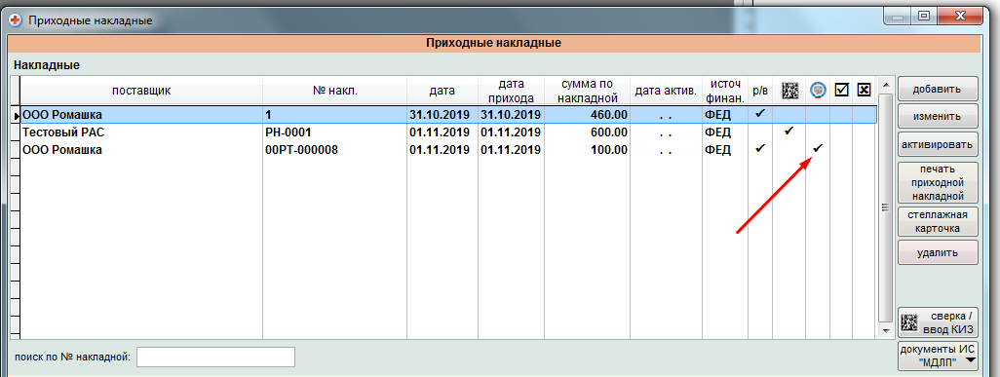 Приходные накладные
Приходные накладные
Накладные
поставщик № накл. дата дата прихода сумма по накладной дата актив. источ финан. р/в
ООО Ромашка 1 31.10.2019 31.10.2019 460.00 . . ФЕД ✓
Тестовый РАС РН-0001 01.11.2019 01.11.2019 600.00 . . ФЕД ✓
ООО Ромашка 00РТ-000008 01.11.2019 01.11.2019 100.00 . . ФЕД ✓ ✓
добавить
изменить
активировать
печать
приходной
накладной
стеллажная
карточка
удалить
сверка /
ввод КИЗ
документы ИС
"МДЛП"
поиск по № накладной: